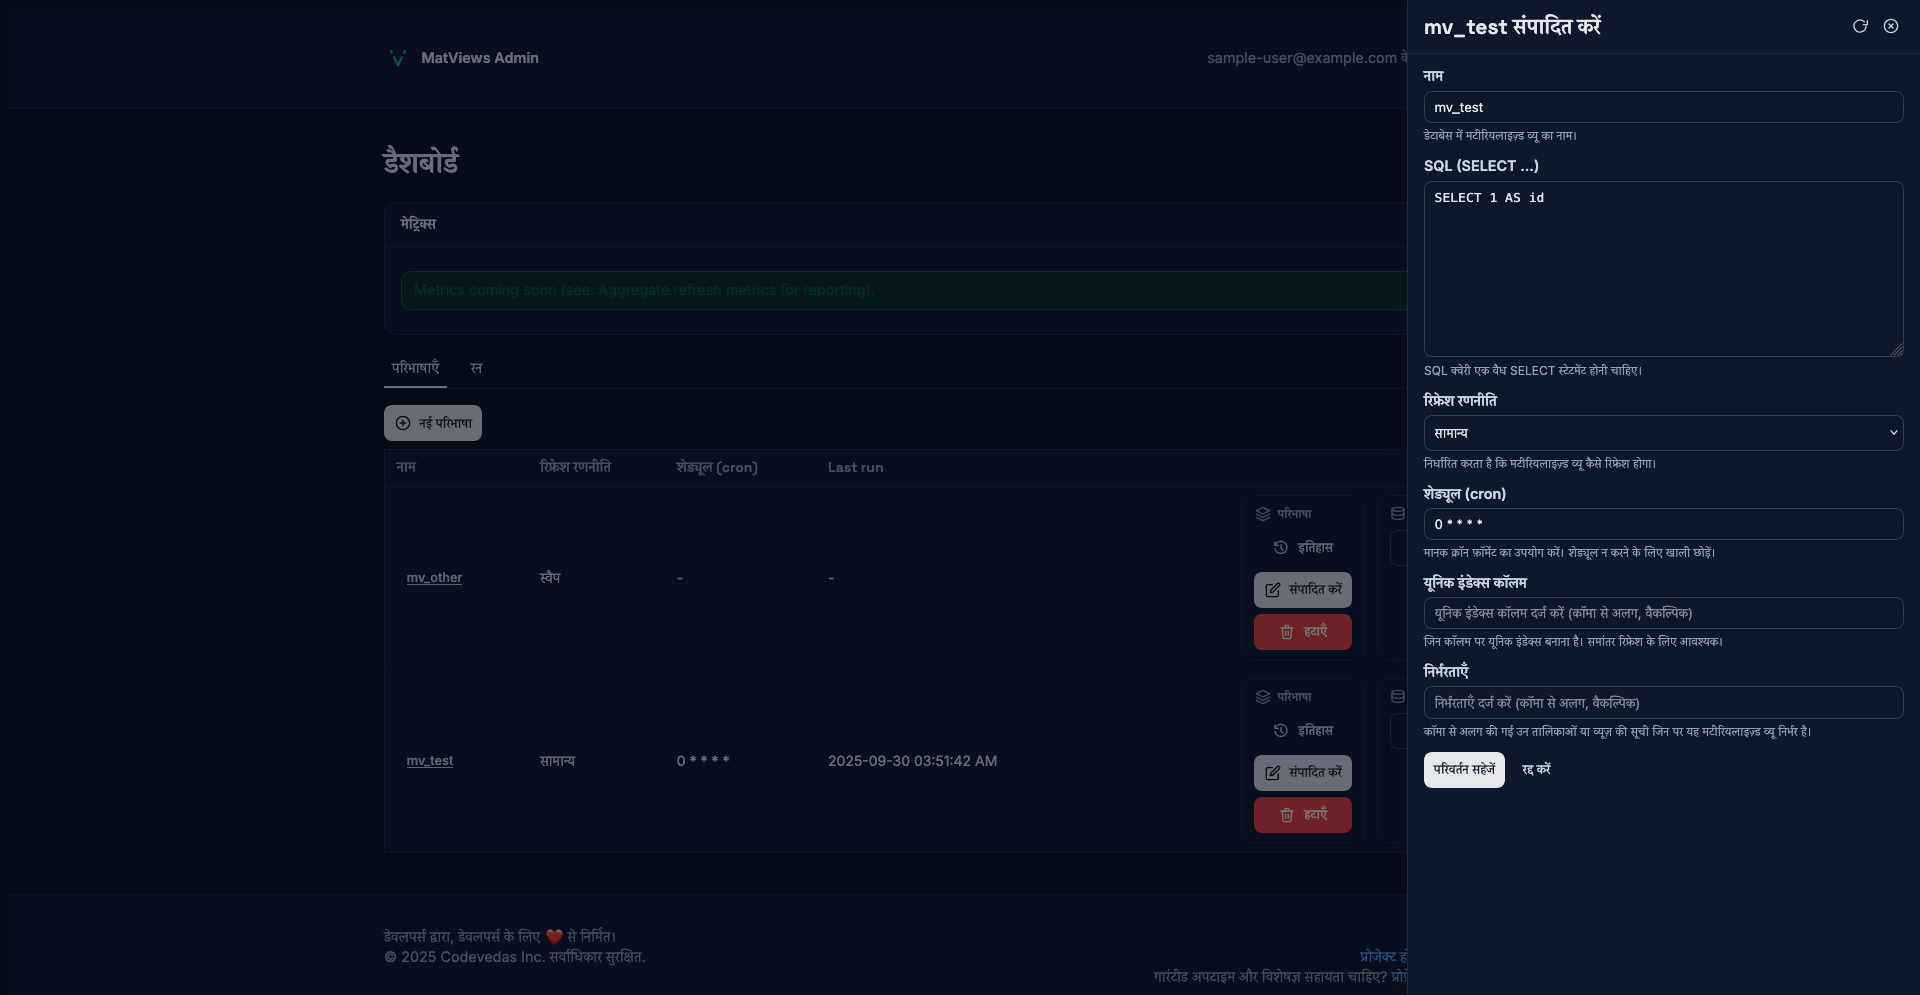 MatViews Admin
sample-user@example.com
डैशबोर्ड
मेट्रिक्स
Metrics coming soon (see: Aggregate refresh metrics for reporting).
परिभाषाएँ रन
नई परिभाषा
नाम रिफ्रेश रणनीति शेड्यूल (cron) Last run
परिभाषा
इतिहास
mv_other स्वैप - -
संपादित करें
हटाएँ
परिभाषा
इतिहास
mv_test सामान्य 0 * * * * 2025-09-30 03:51:42 AM
संपादित करें
हटाएँ
डेवलपर्स द्वारा, डेवलपर्स के लिए ❤️ से निर्मित।
© 2025 Codevedas Inc. सर्वाधिकार सुरक्षित.
प्रोजेक्ट
गारंटीड अपटाइम और विशेषज्ञ सहायता चाहिए?
mv_test संपादित करें
नाम
mv_test
डेटाबेस में मटीरियलाइज़्ड व्यू का नाम।
SQL (SELECT ...)
SELECT 1 AS id
SQL क्वेरी एक वैध SELECT स्टेटमेंट होनी चाहिए।
रिफ्रेश रणनीति
सामान्य
निर्धारित करता है कि मटीरियलाइज़्ड व्यू कैसे रिफ्रेश होगा।
शेड्यूल (cron)
0 * * * *
मानक क्रॉन फ़ॉर्मेट का उपयोग करें। शेड्यूल न करने के लिए खाली छोड़ें।
यूनिक इंडेक्स कॉलम
यूनिक इंडेक्स कॉलम दर्ज करें (कॉमा से अलग, वैकल्पिक)
जिन कॉलम पर यूनिक इंडेक्स बनाना है। समांतर रिफ्रेश के लिए आवश्यक।
निर्भरताएँ
निर्भरताएँ दर्ज करें (कॉमा से अलग, वैकल्पिक)
कॉमा से अलग की गई उन तालिकाओं या व्यूज़ की सूची जिन पर यह मटीरियलाइज़्ड व्यू निर्भर है।
परिवर्तन सहेजें रद्द करें